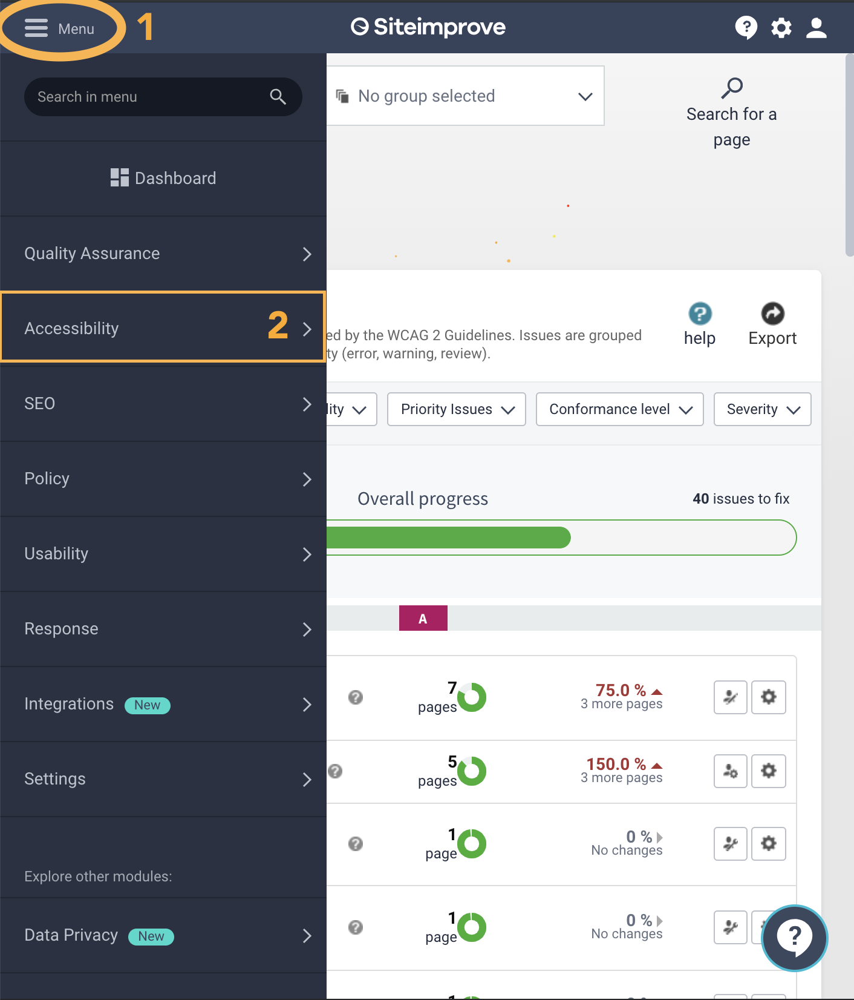 Menu
1
Siteimprove
?
Search in menu
No group selected
Search for a
page
Dashboard
Quality Assurance
Accessibility
2
ed by the WCAG 2 Guidelines. Issues are grouped
ty (error, warning, review).
?
help
Export
SEO
lity
Priority Issues
Conformance level
Severity
Policy
Overall progress
40 issues to fix
Usability
A
Response
?
7
pages
75.0 %
3 more pages
Integrations
New
?
5
pages
150.0 %
3 more pages
Settings
?
1
page
0 %
No changes
Explore other modules:
?
1
page
0 %
No changes
Data Privacy
New
?